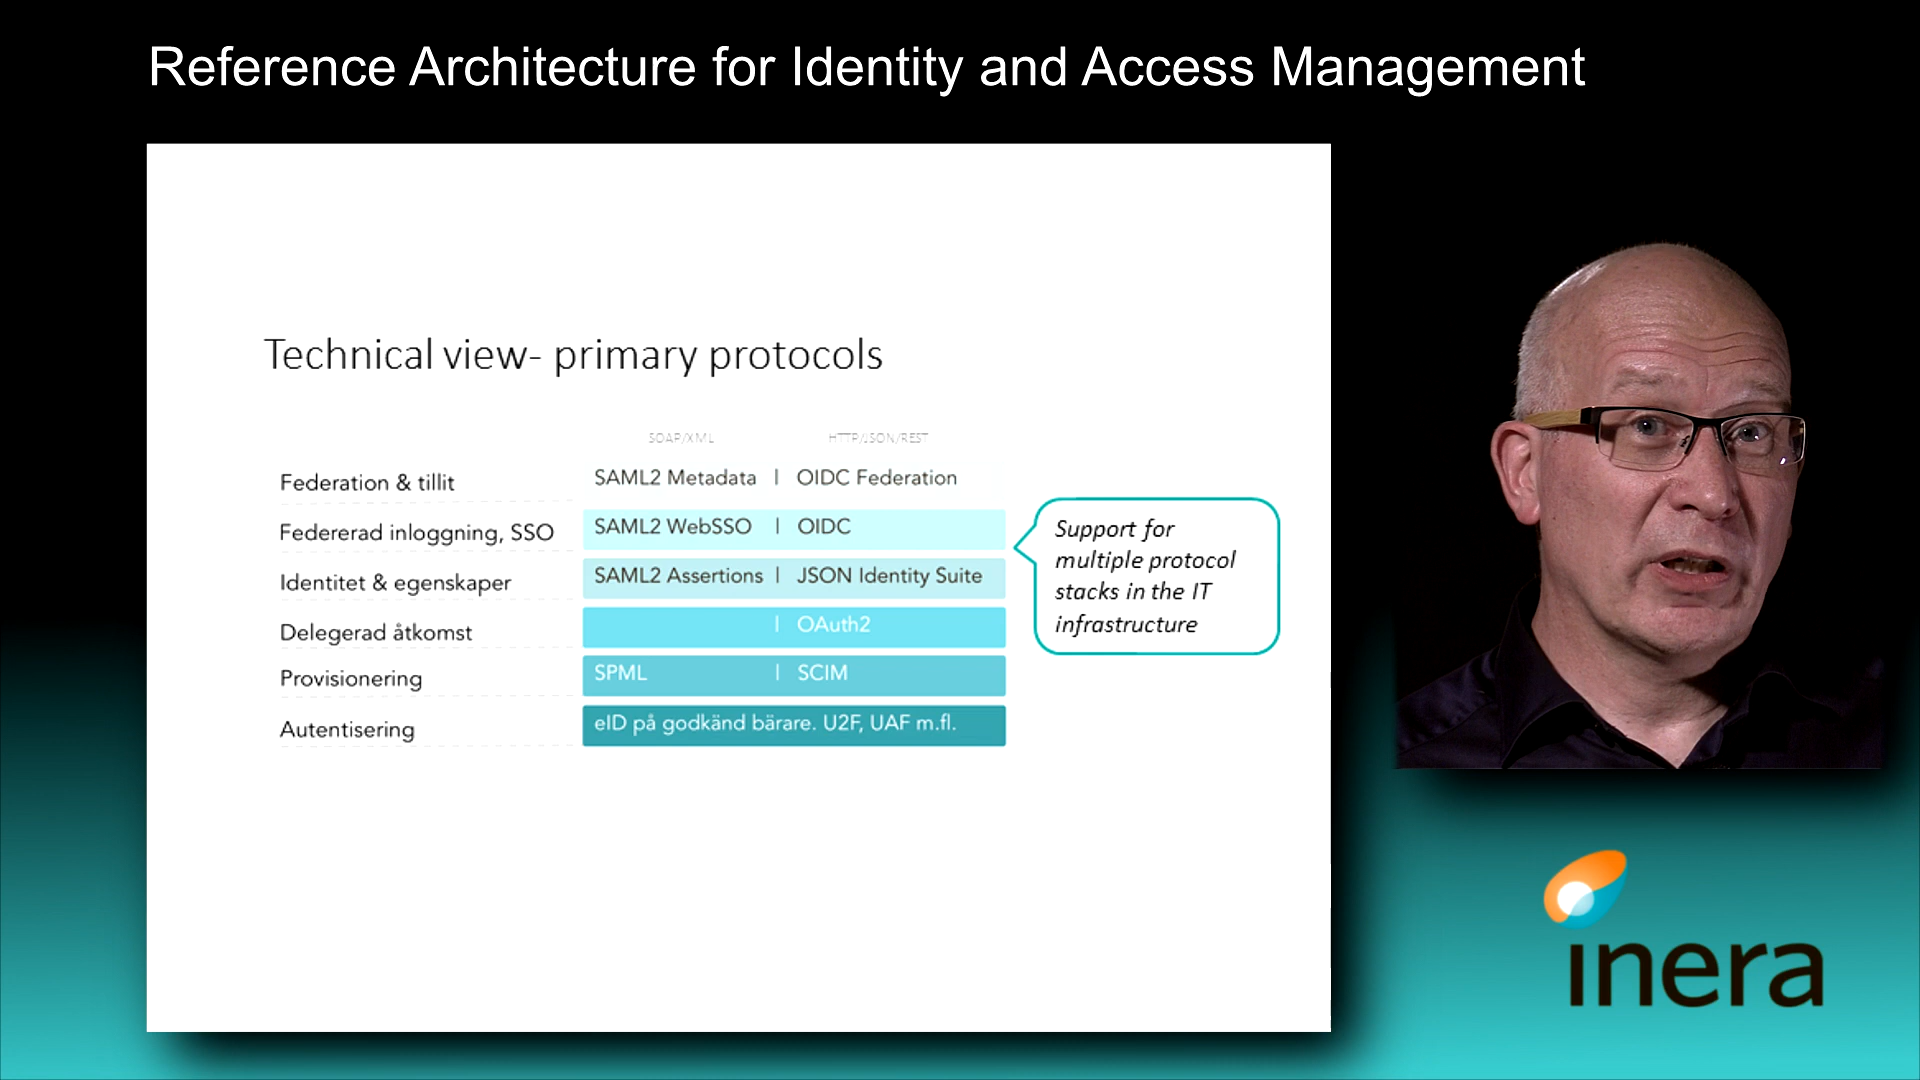 Reference Architecture for Identity and Access Management
Technical view- primary protocols
SOAP/XML HTTP/JSON/REST
Federation & tillit SAML2 Metadata | OIDC Federation
Federerad inloggning, SSO SAML2 WebSSO | OIDC
Identitet & egenskaper SAML2 Assertions | JSON Identity Suite
Delegerad åtkomst | OAuth2
Provisionering SPML | SCIM
Autentisering eID på godkänd bärare. U2F, UAF m.fl.
Support for
multiple protocol
stacks in the IT
infrastructure
inera